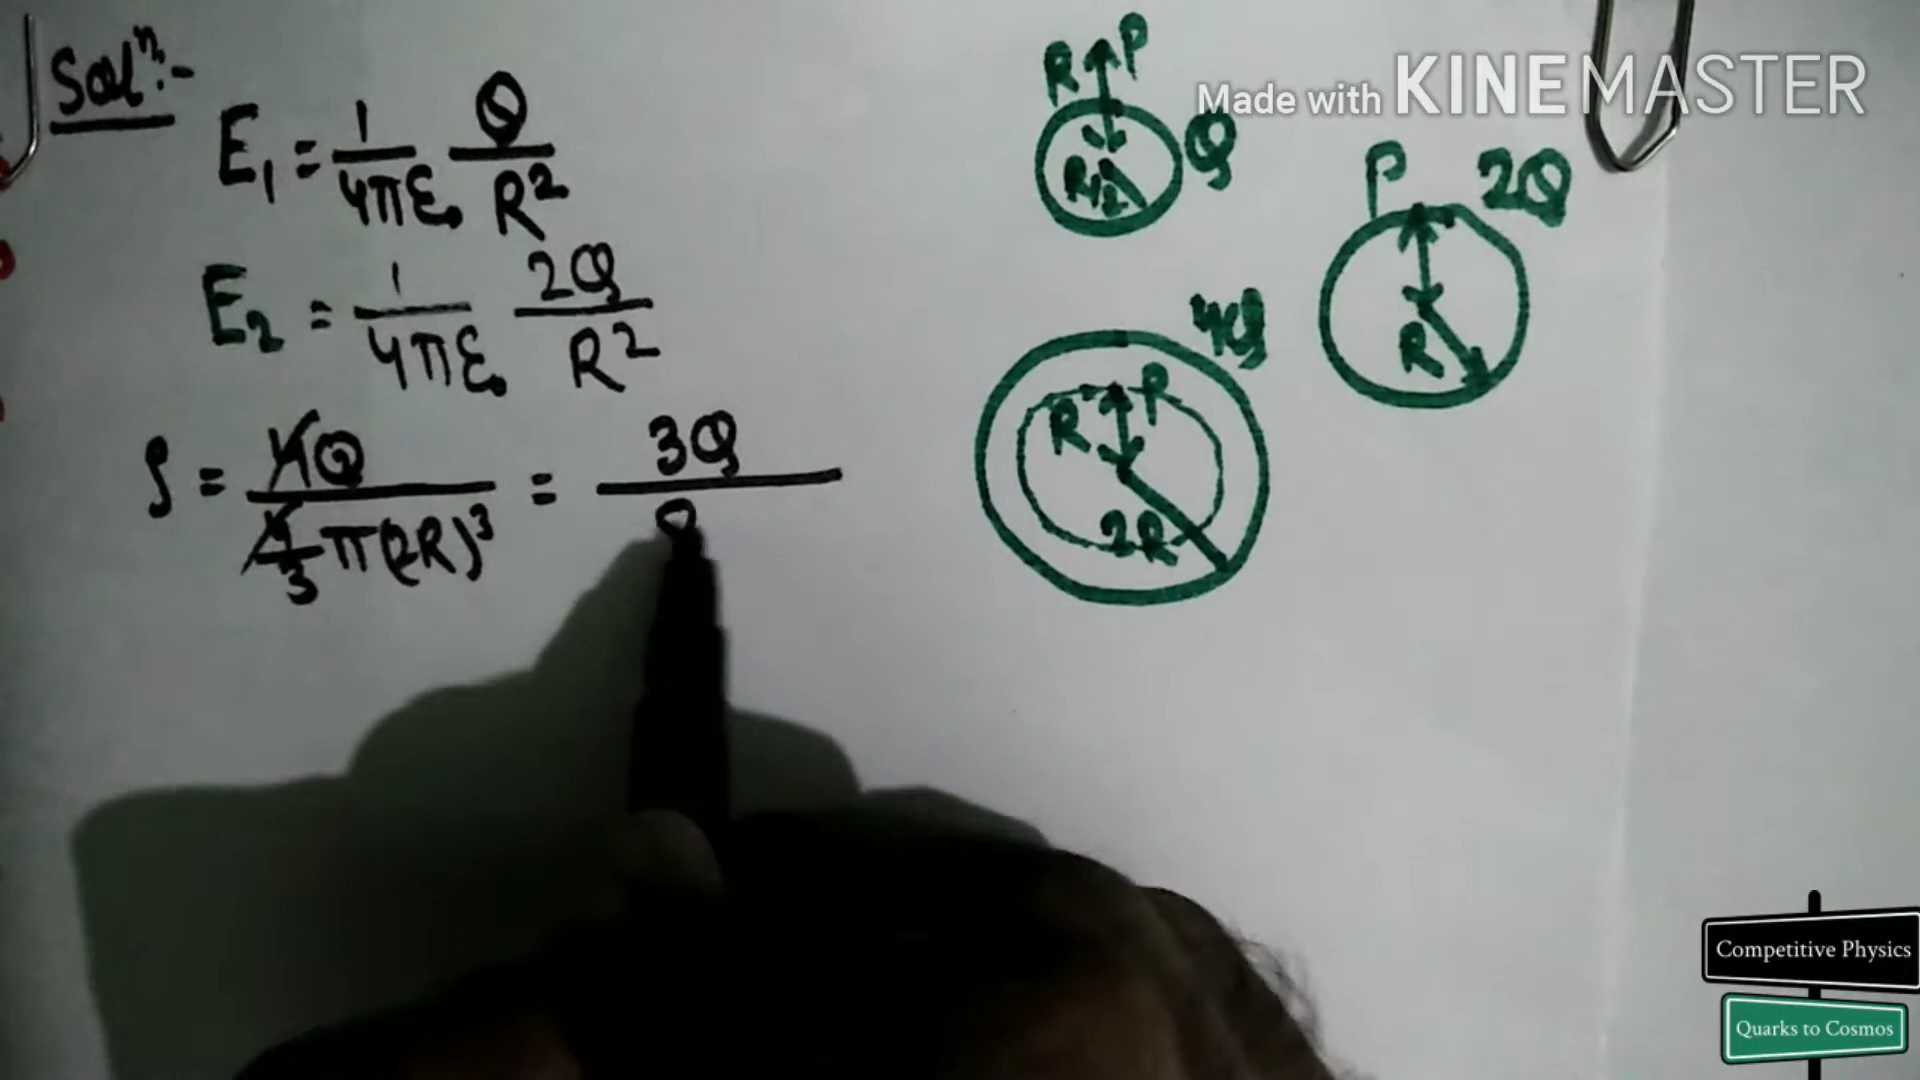 Solⁿ:-
E₁ = 1/4πε₀ Q/R²
E₂ = 1/4πε₀ 2Q/R²
ρ = 4Q/(4/3 π(2R)³) = 3Q/8
R P
R/2 Q
P 2Q
R
4Q
R P
2R
Made with KINEMASTER
Competitive Physics
Quarks to Cosmos